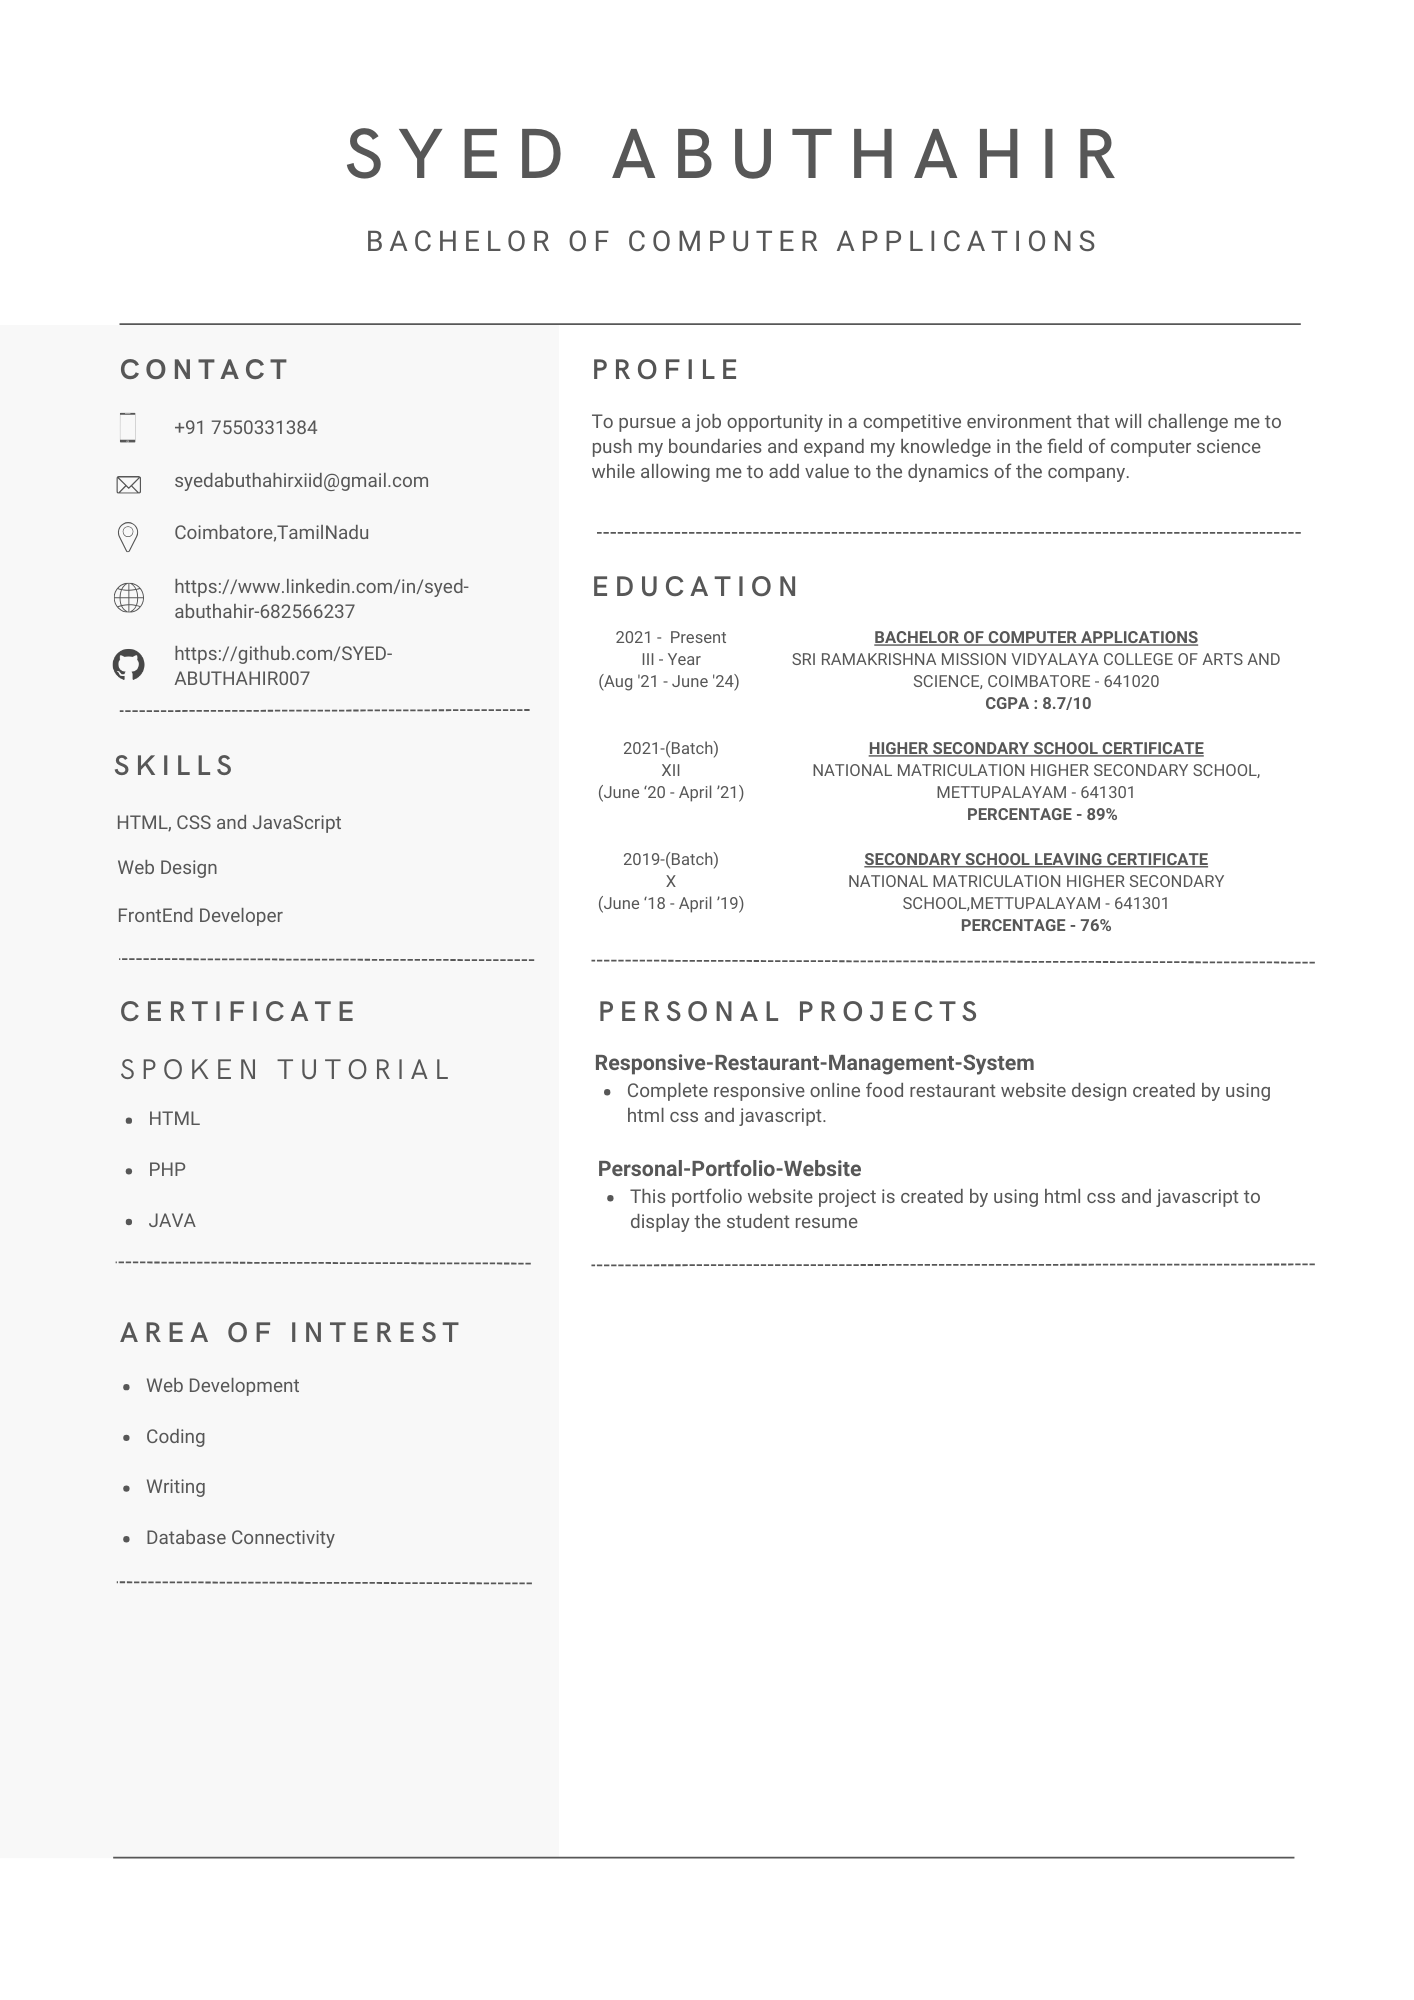 SYED ABUTHAHIR
BACHELOR OF COMPUTER APPLICATIONS
CONTACT
+91 7550331384
syedabuthahirxiid@gmail.com
Coimbatore,TamilNadu
https://www.linkedin.com/in/syed-
abuthahir-682566237
https://github.com/SYED-
ABUTHAHIR007
SKILLS
HTML, CSS and JavaScript
Web Design
FrontEnd Developer
CERTIFICATE
SPOKEN TUTORIAL
• HTML
• PHP
• JAVA
AREA OF INTEREST
• Web Development
• Coding
• Writing
• Database Connectivity
PROFILE
To pursue a job opportunity in a competitive environment that will challenge me to
push my boundaries and expand my knowledge in the field of computer science
while allowing me to add value to the dynamics of the company.
EDUCATION
2021 - Present
III - Year
(Aug '21 - June '24)
BACHELOR OF COMPUTER APPLICATIONS
SRI RAMAKRISHNA MISSION VIDYALAYA COLLEGE OF ARTS AND
SCIENCE, COIMBATORE - 641020
CGPA : 8.7/10
2021-(Batch)
XII
(June ‘20 - April ’21)
HIGHER SECONDARY SCHOOL CERTIFICATE
NATIONAL MATRICULATION HIGHER SECONDARY SCHOOL,
METTUPALAYAM - 641301
PERCENTAGE - 89%
2019-(Batch)
X
(June ‘18 - April ’19)
SECONDARY SCHOOL LEAVING CERTIFICATE
NATIONAL MATRICULATION HIGHER SECONDARY
SCHOOL,METTUPALAYAM - 641301
PERCENTAGE - 76%
PERSONAL PROJECTS
Responsive-Restaurant-Management-System
• Complete responsive online food restaurant website design created by using
html css and javascript.
Personal-Portfolio-Website
• This portfolio website project is created by using html css and javascript to
display the student resume